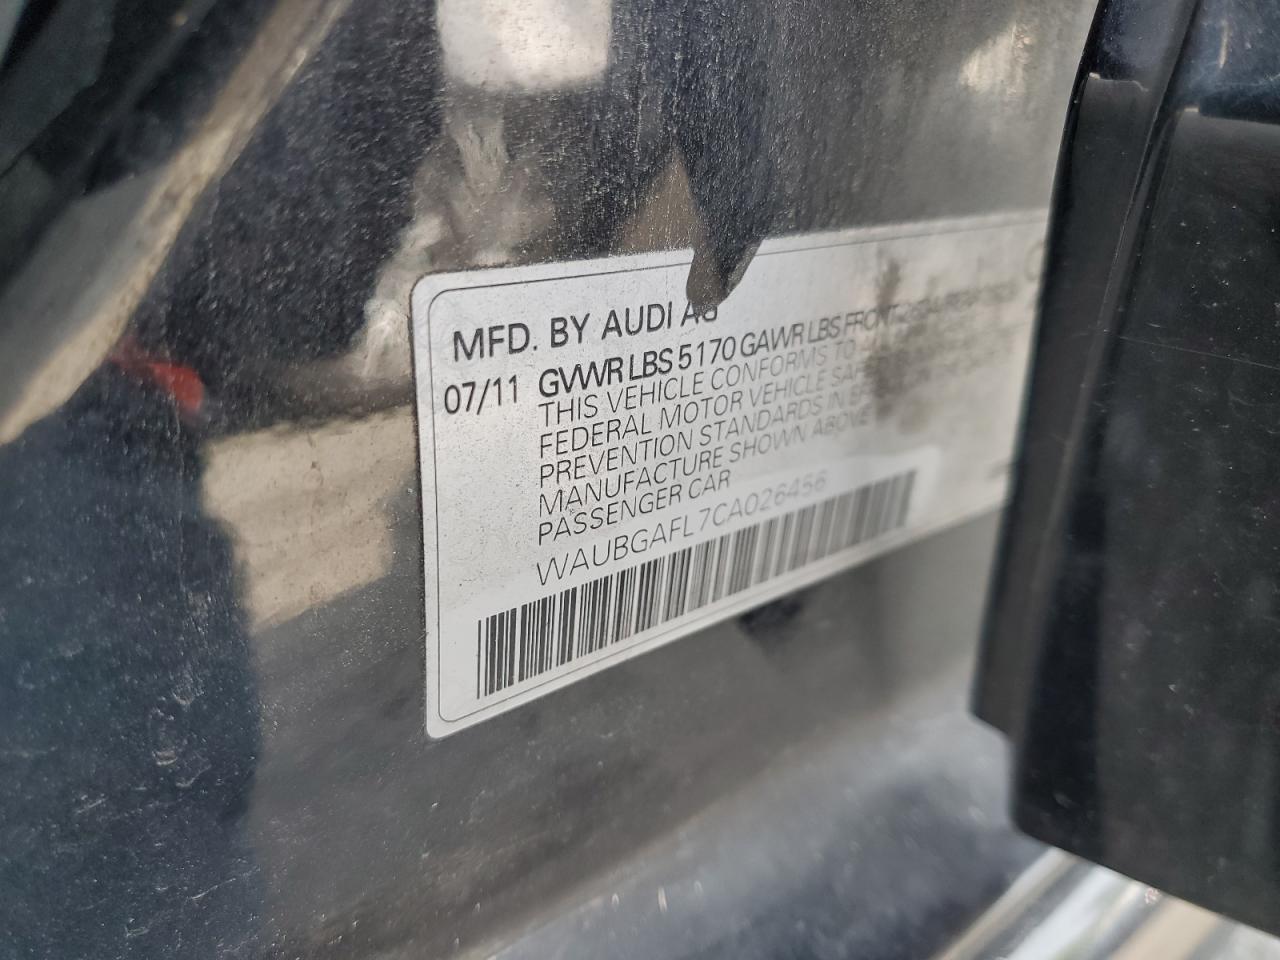 MFD. BY AUDI AG
07/11 GVWR LBS 5170 GAWR LBS FRONT
THIS VEHICLE CONFORMS TO
FEDERAL MOTOR VEHICLE
PREVENTION STANDARDS IN
MANUFACTURE SHOWN ABOVE
PASSENGER CAR
WAUBGAFL7CA026456